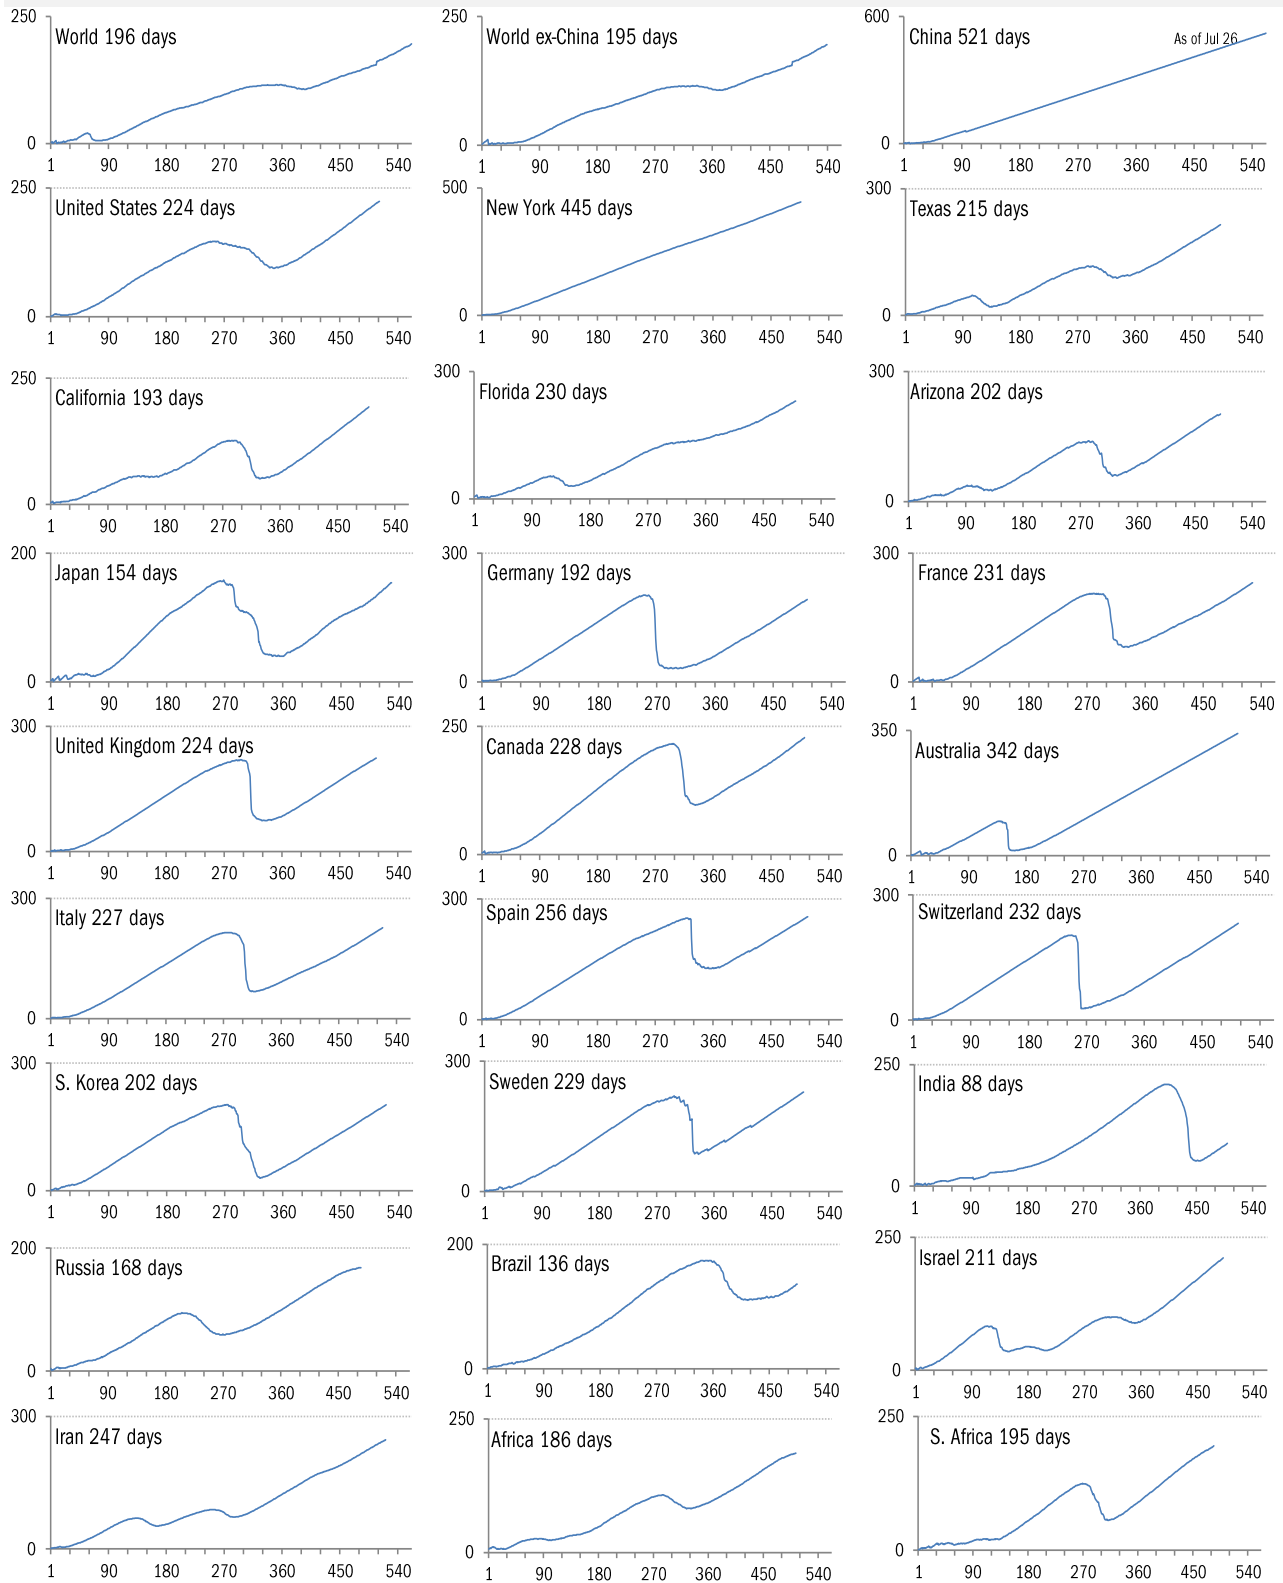 250
World 196 days
0
1 90 180 270 360 450 540
250
World ex-China 195 days
0
1 90 180 270 360 450 540
600
China 521 days
As of Jul 26
0
1 90 180 270 360 450 540
250
United States 224 days
0
1 90 180 270 360 450 540
500
New York 445 days
0
1 90 180 270 360 450 540
300
Texas 215 days
0
1 90 180 270 360 450 540
250
California 193 days
0
1 90 180 270 360 450 540
300
Florida 230 days
0
1 90 180 270 360 450 540
300
Arizona 202 days
0
1 90 180 270 360 450 540
200
Japan 154 days
0
1 90 180 270 360 450 540
300
Germany 192 days
0
1 90 180 270 360 450 540
300
France 231 days
0
1 90 180 270 360 450 540
300
United Kingdom 224 days
0
1 90 180 270 360 450 540
250
Canada 228 days
0
1 90 180 270 360 450 540
350
Australia 342 days
0
1 90 180 270 360 450 540
300
Italy 227 days
0
1 90 180 270 360 450 540
300
Spain 256 days
0
1 90 180 270 360 450 540
300
Switzerland 232 days
0
1 90 180 270 360 450 540
300
S. Korea 202 days
0
1 90 180 270 360 450 540
300
Sweden 229 days
0
1 90 180 270 360 450 540
250
India 88 days
0
1 90 180 270 360 450 540
200
Russia 168 days
0
1 90 180 270 360 450 540
200
Brazil 136 days
0
1 90 180 270 360 450 540
250
Israel 211 days
0
1 90 180 270 360 450 540
300
Iran 247 days
0
1 90 180 270 360 450 540
250
Africa 186 days
0
1 90 180 270 360 450 540
250
S. Africa 195 days
0
1 90 180 270 360 450 540